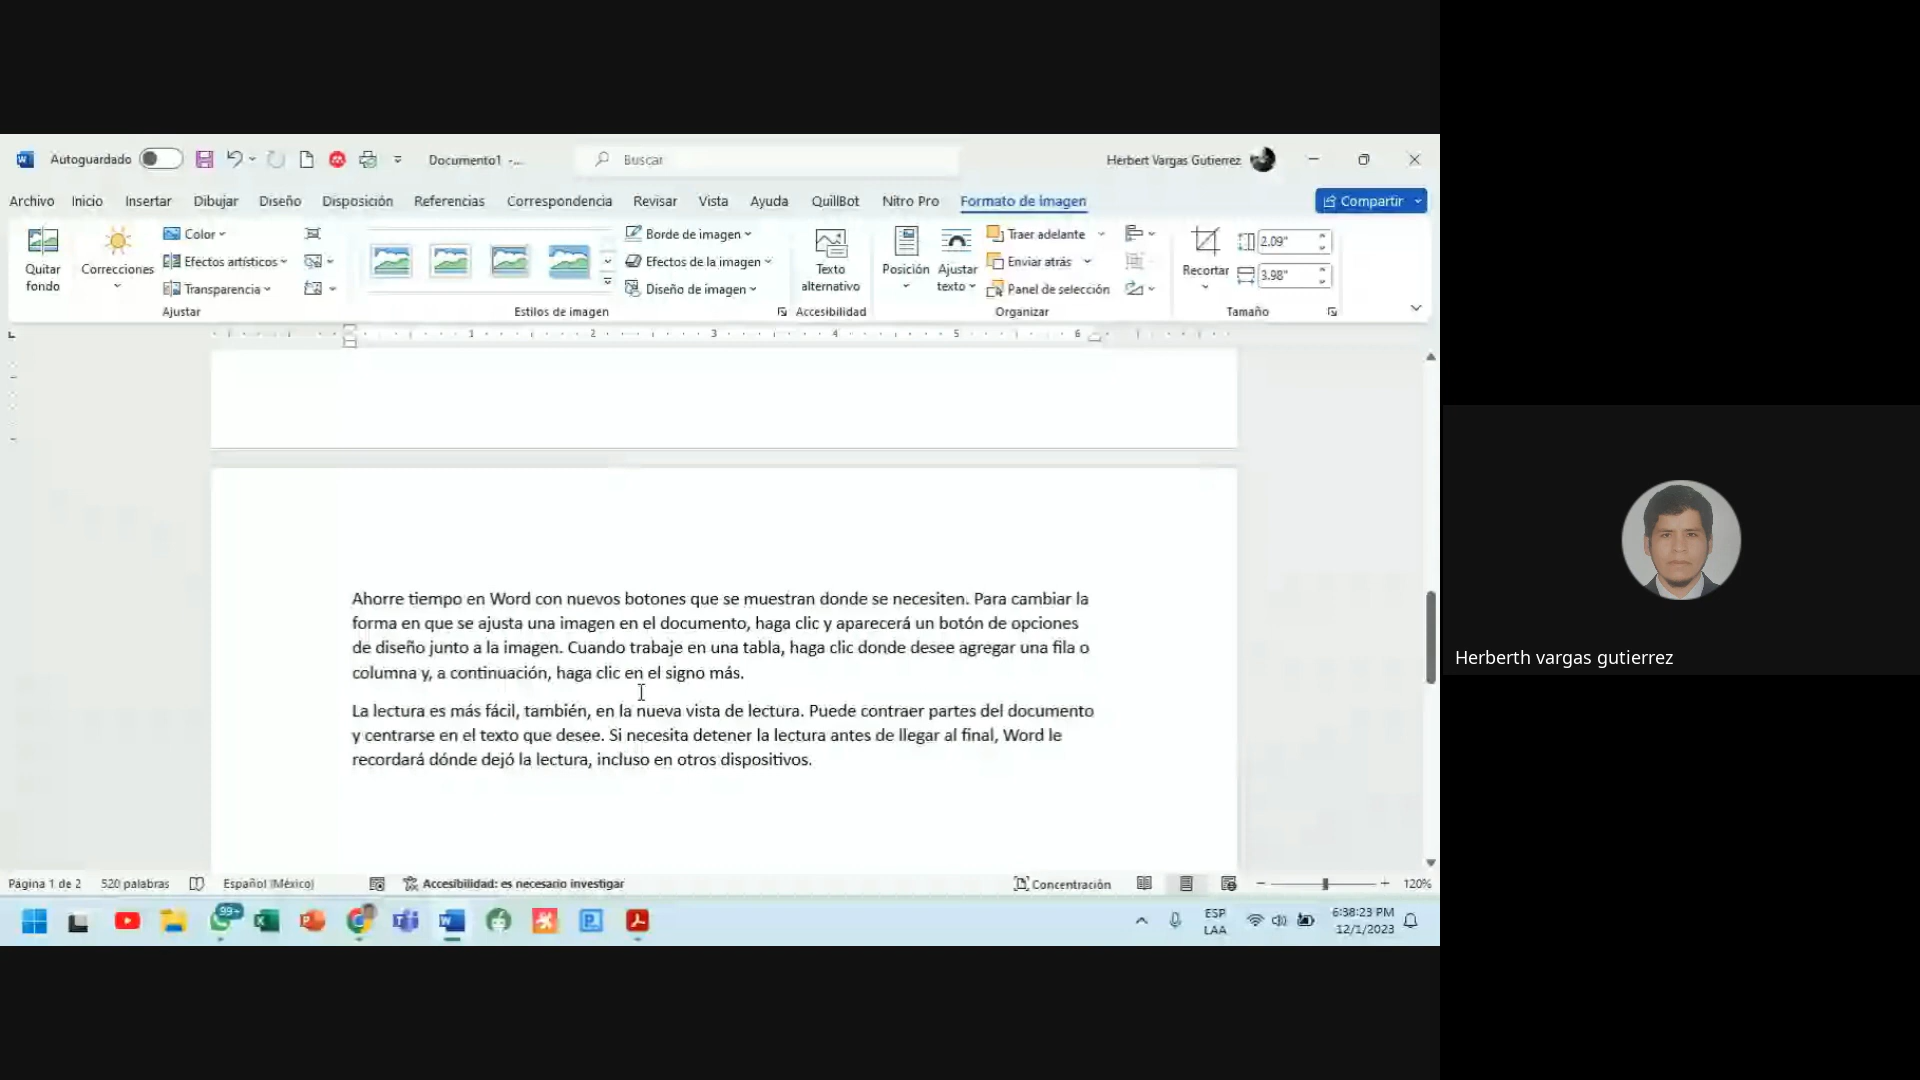 Autoguardado
Documento1 -...
Buscar
Herbert Vargas Gutierrez
Archivo Inicio Insertar Dibujar Diseño Disposición Referencias Correspondencia Revisar Vista Ayuda QuillBot Nitro Pro Formato de imagen Compartir
Quitar fondo
Correcciones
Color
Efectos artísticos
Transparencia
Ajustar
Borde de imagen
Efectos de la imagen
Diseño de imagen
Estilos de imagen
Texto alternativo
Accesibilidad
Posición
Ajustar texto
Traer adelante
Enviar atrás
Panel de selección
Organizar
Recortar
2.09"
3.98"
Tamaño
1 2 3 4 5 6
Ahorre tiempo en Word con nuevos botones que se muestran donde se necesiten. Para cambiar la
forma en que se ajusta una imagen en el documento, haga clic y aparecerá un botón de opciones
de diseño junto a la imagen. Cuando trabaje en una tabla, haga clic donde desee agregar una fila o
columna y, a continuación, haga clic en el signo más.
La lectura es más fácil, también, en la nueva vista de lectura. Puede contraer partes del documento
y centrarse en el texto que desee. Si necesita detener la lectura antes de llegar al final, Word le
recordará dónde dejó la lectura, incluso en otros dispositivos.
Herberth vargas gutierrez
Página 1 de 2 520 palabras Español (México) Accesibilidad: es necesario investigar Concentración 120%
99+
ESP
LAA
6:38:23 PM
12/1/2023